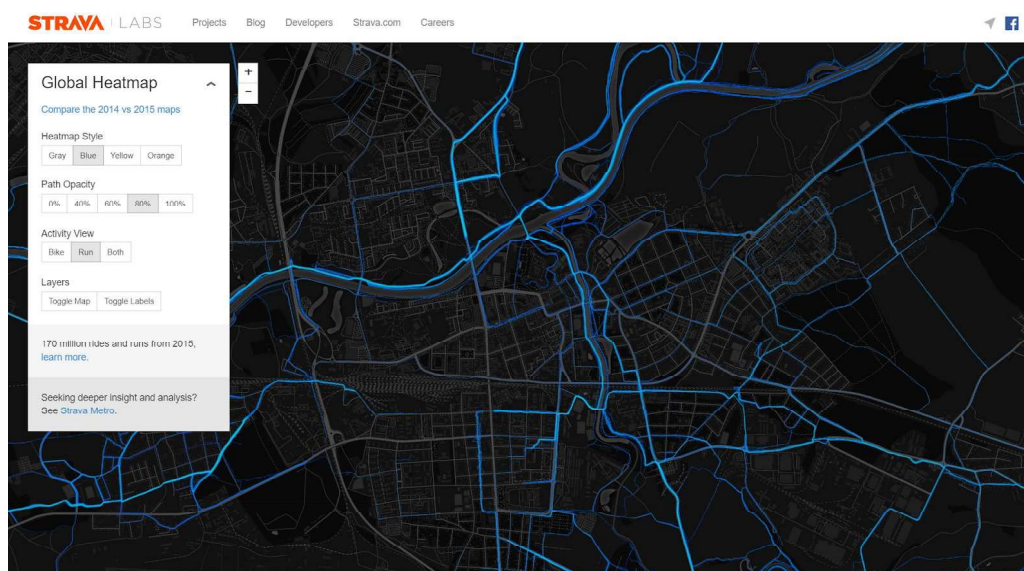 STRAVA LABS Projects Blog Developers Strava.com Careers
Global Heatmap
+
−
Compare the 2014 vs 2015 maps
Heatmap Style
Gray Blue Yellow Orange
Path Opacity
0% 40% 60% 80% 100%
Activity View
Bike Run Both
Layers
Toggle Map Toggle Labels
170 million rides and runs from 2015,
learn more.
Seeking deeper insight and analysis?
See Strava Metro.